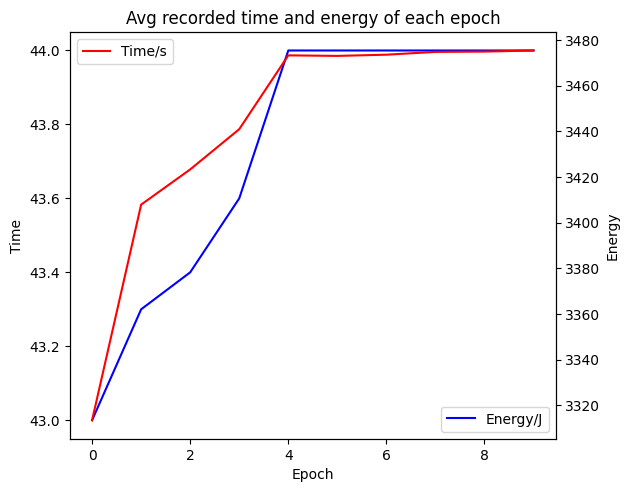 Avg recorded time and energy of each epoch
Time/s
Energy/J
44.0
43.8
43.6
43.4
43.2
43.0
Time
3480
3460
3440
3420
3400
3380
3360
3340
3320
Energy
0 2 4 6 8
Epoch